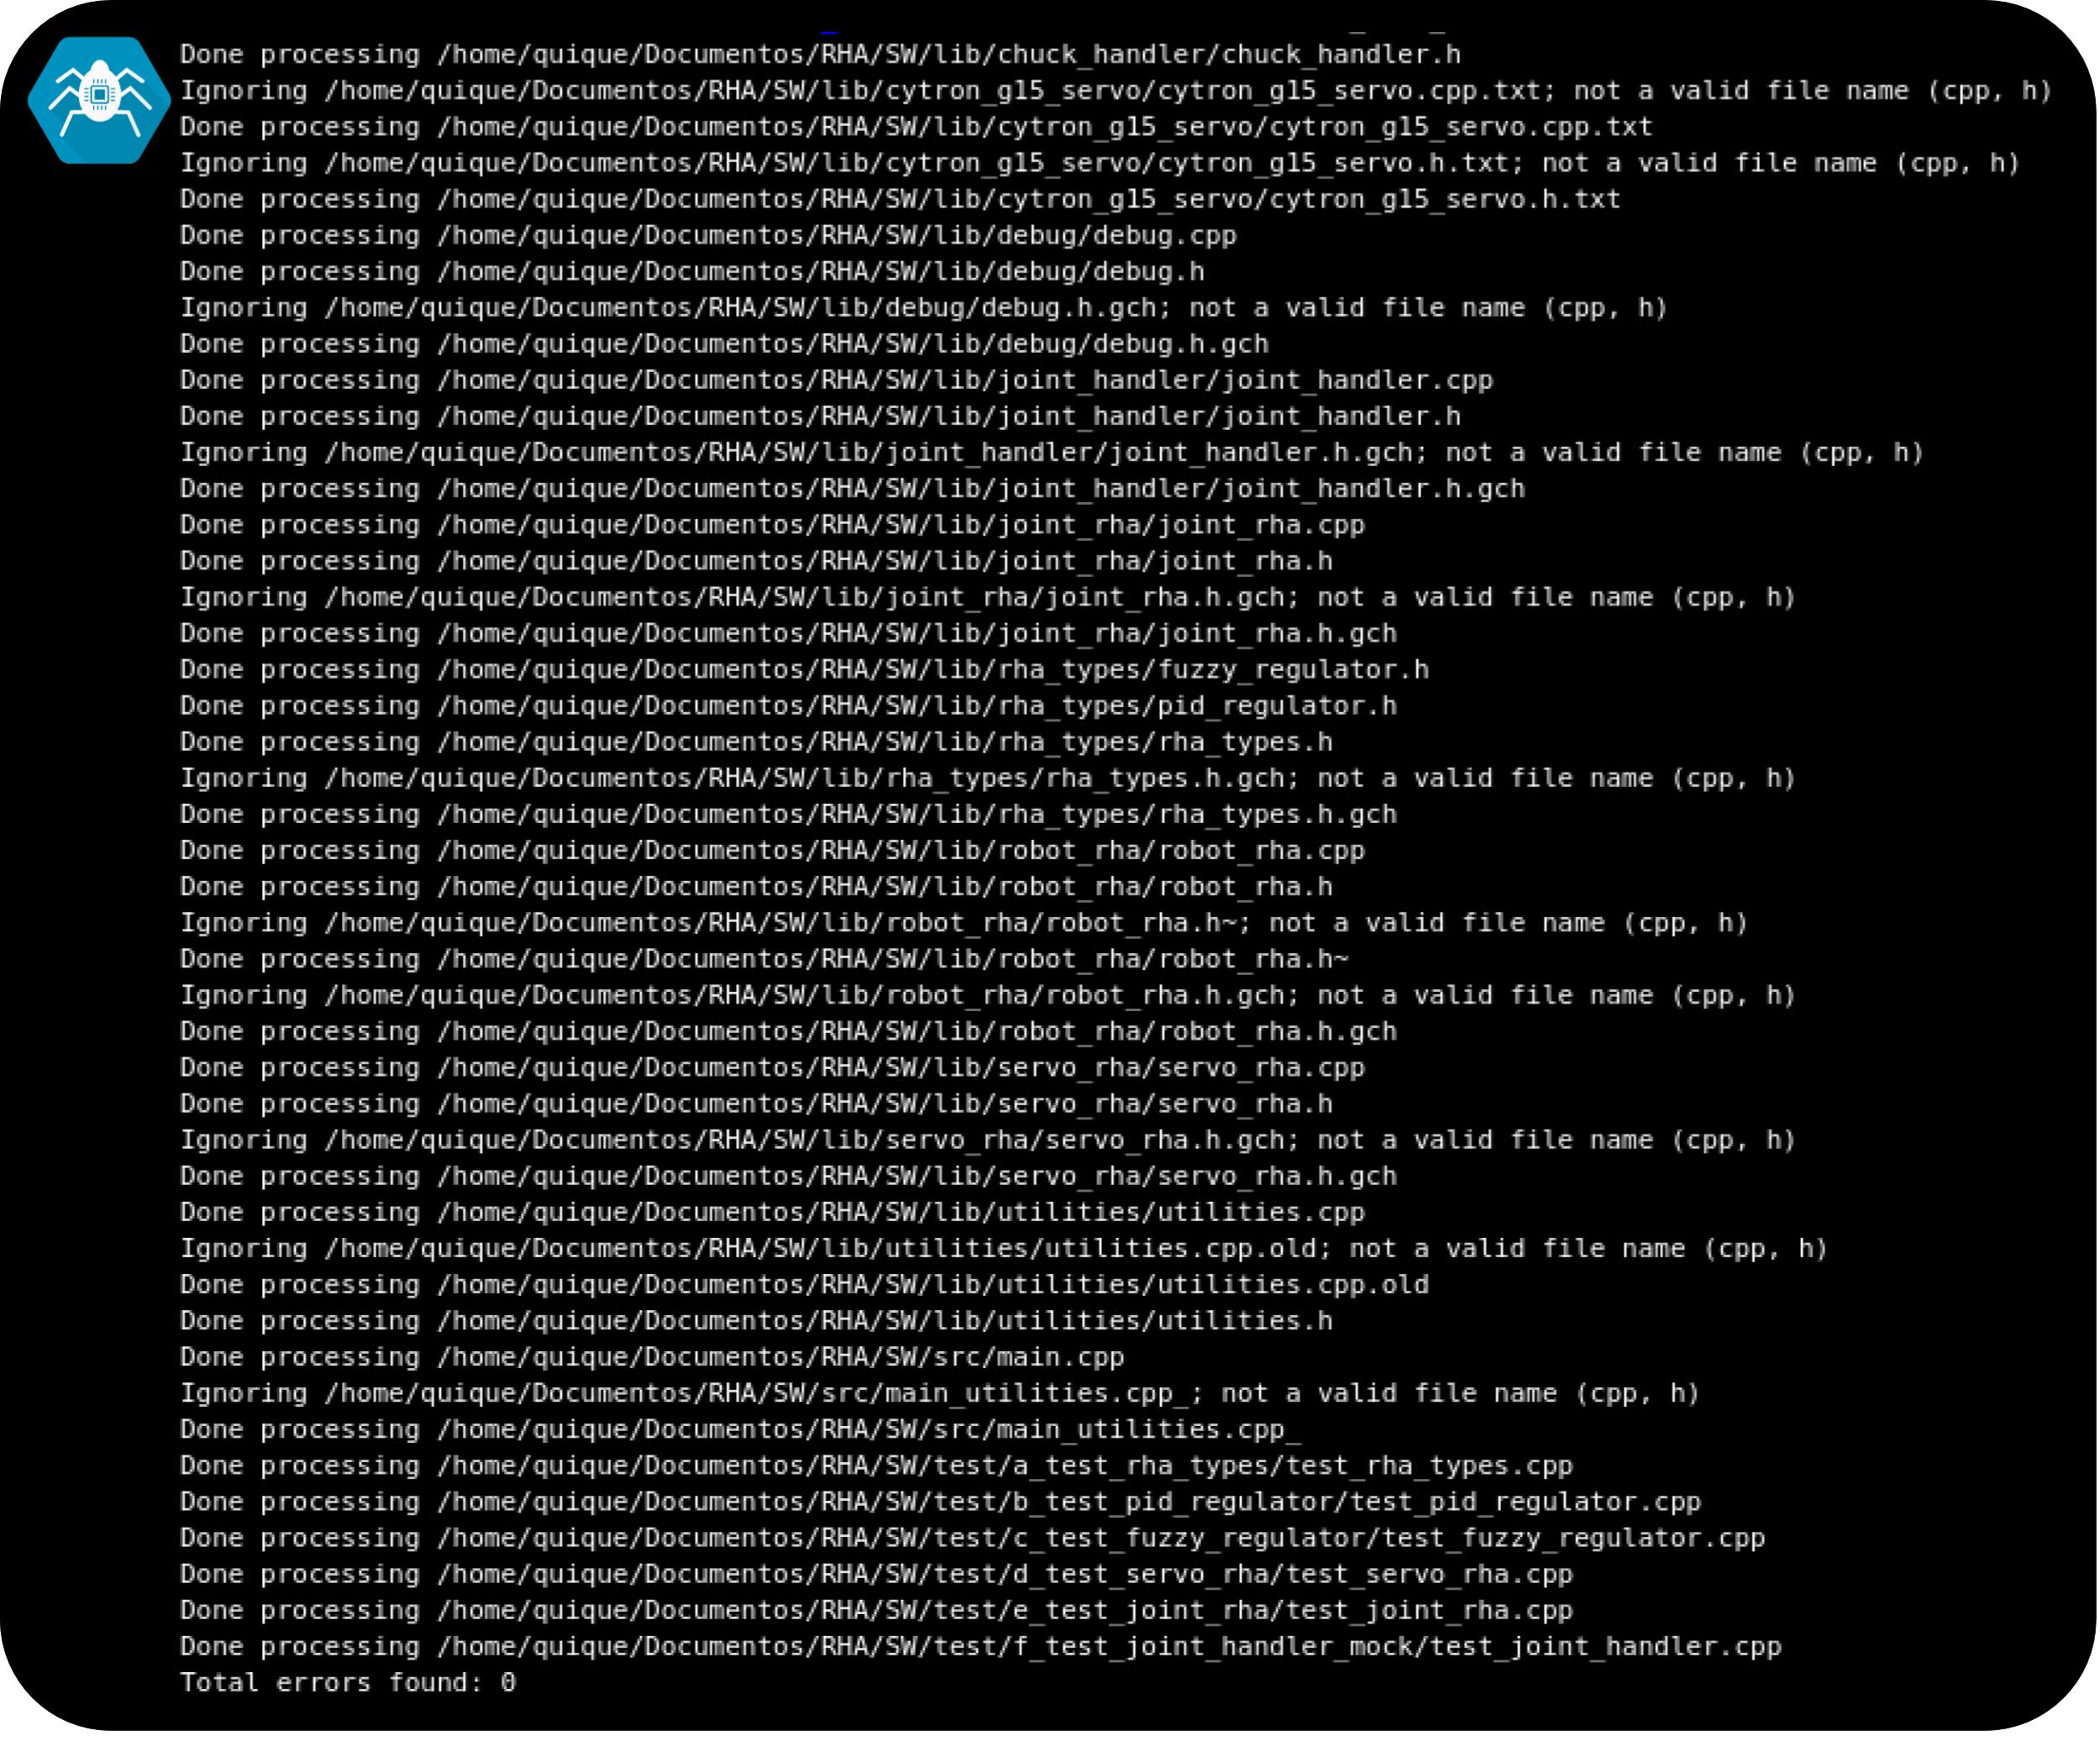 Done processing /home/quique/Documentos/RHA/SW/lib/chuck_handler/chuck_handler.h
Ignoring /home/quique/Documentos/RHA/SW/lib/cytron_g15_servo/cytron_g15_servo.cpp.txt; not a valid file name (cpp, h)
Done processing /home/quique/Documentos/RHA/SW/lib/cytron_g15_servo/cytron_g15_servo.cpp.txt
Ignoring /home/quique/Documentos/RHA/SW/lib/cytron_g15_servo/cytron_g15_servo.h.txt; not a valid file name (cpp, h)
Done processing /home/quique/Documentos/RHA/SW/lib/cytron_g15_servo/cytron_g15_servo.h.txt
Done processing /home/quique/Documentos/RHA/SW/lib/debug/debug.cpp
Done processing /home/quique/Documentos/RHA/SW/lib/debug/debug.h
Ignoring /home/quique/Documentos/RHA/SW/lib/debug/debug.h.gch; not a valid file name (cpp, h)
Done processing /home/quique/Documentos/RHA/SW/lib/debug/debug.h.gch
Done processing /home/quique/Documentos/RHA/SW/lib/joint_handler/joint_handler.cpp
Done processing /home/quique/Documentos/RHA/SW/lib/joint_handler/joint_handler.h
Ignoring /home/quique/Documentos/RHA/SW/lib/joint_handler/joint_handler.h.gch; not a valid file name (cpp, h)
Done processing /home/quique/Documentos/RHA/SW/lib/joint_handler/joint_handler.h.gch
Done processing /home/quique/Documentos/RHA/SW/lib/joint_rha/joint_rha.cpp
Done processing /home/quique/Documentos/RHA/SW/lib/joint_rha/joint_rha.h
Ignoring /home/quique/Documentos/RHA/SW/lib/joint_rha/joint_rha.h.gch; not a valid file name (cpp, h)
Done processing /home/quique/Documentos/RHA/SW/lib/joint_rha/joint_rha.h.gch
Done processing /home/quique/Documentos/RHA/SW/lib/rha_types/fuzzy_regulator.h
Done processing /home/quique/Documentos/RHA/SW/lib/rha_types/pid_regulator.h
Done processing /home/quique/Documentos/RHA/SW/lib/rha_types/rha_types.h
Ignoring /home/quique/Documentos/RHA/SW/lib/rha_types/rha_types.h.gch; not a valid file name (cpp, h)
Done processing /home/quique/Documentos/RHA/SW/lib/rha_types/rha_types.h.gch
Done processing /home/quique/Documentos/RHA/SW/lib/robot_rha/robot_rha.cpp
Done processing /home/quique/Documentos/RHA/SW/lib/robot_rha/robot_rha.h
Ignoring /home/quique/Documentos/RHA/SW/lib/robot_rha/robot_rha.h~; not a valid file name (cpp, h)
Done processing /home/quique/Documentos/RHA/SW/lib/robot_rha/robot_rha.h~
Ignoring /home/quique/Documentos/RHA/SW/lib/robot_rha/robot_rha.h.gch; not a valid file name (cpp, h)
Done processing /home/quique/Documentos/RHA/SW/lib/robot_rha/robot_rha.h.gch
Done processing /home/quique/Documentos/RHA/SW/lib/servo_rha/servo_rha.cpp
Done processing /home/quique/Documentos/RHA/SW/lib/servo_rha/servo_rha.h
Ignoring /home/quique/Documentos/RHA/SW/lib/servo_rha/servo_rha.h.gch; not a valid file name (cpp, h)
Done processing /home/quique/Documentos/RHA/SW/lib/servo_rha/servo_rha.h.gch
Done processing /home/quique/Documentos/RHA/SW/lib/utilities/utilities.cpp
Ignoring /home/quique/Documentos/RHA/SW/lib/utilities/utilities.cpp.old; not a valid file name (cpp, h)
Done processing /home/quique/Documentos/RHA/SW/lib/utilities/utilities.cpp.old
Done processing /home/quique/Documentos/RHA/SW/lib/utilities/utilities.h
Done processing /home/quique/Documentos/RHA/SW/src/main.cpp
Ignoring /home/quique/Documentos/RHA/SW/src/main_utilities.cpp_; not a valid file name (cpp, h)
Done processing /home/quique/Documentos/RHA/SW/src/main_utilities.cpp_
Done processing /home/quique/Documentos/RHA/SW/test/a_test_rha_types/test_rha_types.cpp
Done processing /home/quique/Documentos/RHA/SW/test/b_test_pid_regulator/test_pid_regulator.cpp
Done processing /home/quique/Documentos/RHA/SW/test/c_test_fuzzy_regulator/test_fuzzy_regulator.cpp
Done processing /home/quique/Documentos/RHA/SW/test/d_test_servo_rha/test_servo_rha.cpp
Done processing /home/quique/Documentos/RHA/SW/test/e_test_joint_rha/test_joint_rha.cpp
Done processing /home/quique/Documentos/RHA/SW/test/f_test_joint_handler_mock/test_joint_handler.cpp
Total errors found: 0